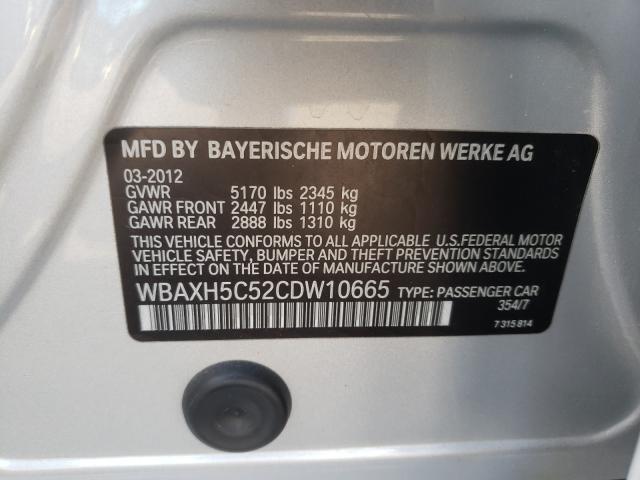 MFD BY BAYERISCHE MOTOREN WERKE AG
03-2012
GVWR 5170 lbs 2345 kg
GAWR FRONT 2447 lbs 1110 kg
GAWR REAR 2888 lbs 1310 kg
THIS VEHICLE CONFORMS TO ALL APPLICABLE U.S.FEDERAL MOTOR
VEHICLE SAFETY, BUMPER AND THEFT PREVENTION STANDARDS
IN EFFECT ON THE DATE OF MANUFACTURE SHOWN ABOVE.
WBAXH5C52CDW10665 TYPE: PASSENGER CAR
354/7
7 315 814